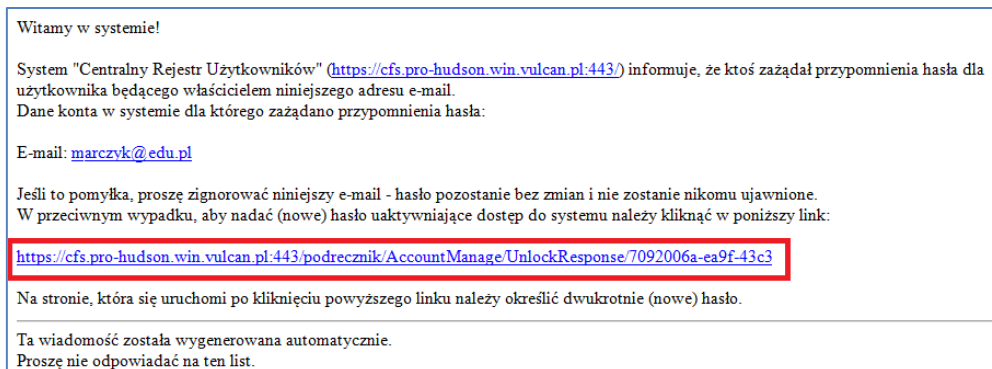 Witamy w systemie!
System "Centralny Rejestr Użytkowników" (https://cfs.pro-hudson.win.vulcan.pl:443/) informuje, że ktoś zażądał przypomnienia hasła dla
użytkownika będącego właścicielem niniejszego adresu e-mail.
Dane konta w systemie dla którego zażądano przypomnienia hasła:
E-mail: marczyk@edu.pl
Jeśli to pomyłka, proszę zignorować niniejszy e-mail - hasło pozostanie bez zmian i nie zostanie nikomu ujawnione.
W przeciwnym wypadku, aby nadać (nowe) hasło uaktywniające dostęp do systemu należy kliknąć w poniższy link:
https://cfs.pro-hudson.win.vulcan.pl:443/podrecznik/AccountManage/UnlockResponse/7092006a-ea9f-43c3
Na stronie, która się uruchomi po kliknięciu powyższego linku należy określić dwukrotnie (nowe) hasło.
Ta wiadomość została wygenerowana automatycznie.
Proszę nie odpowiadać na ten list.